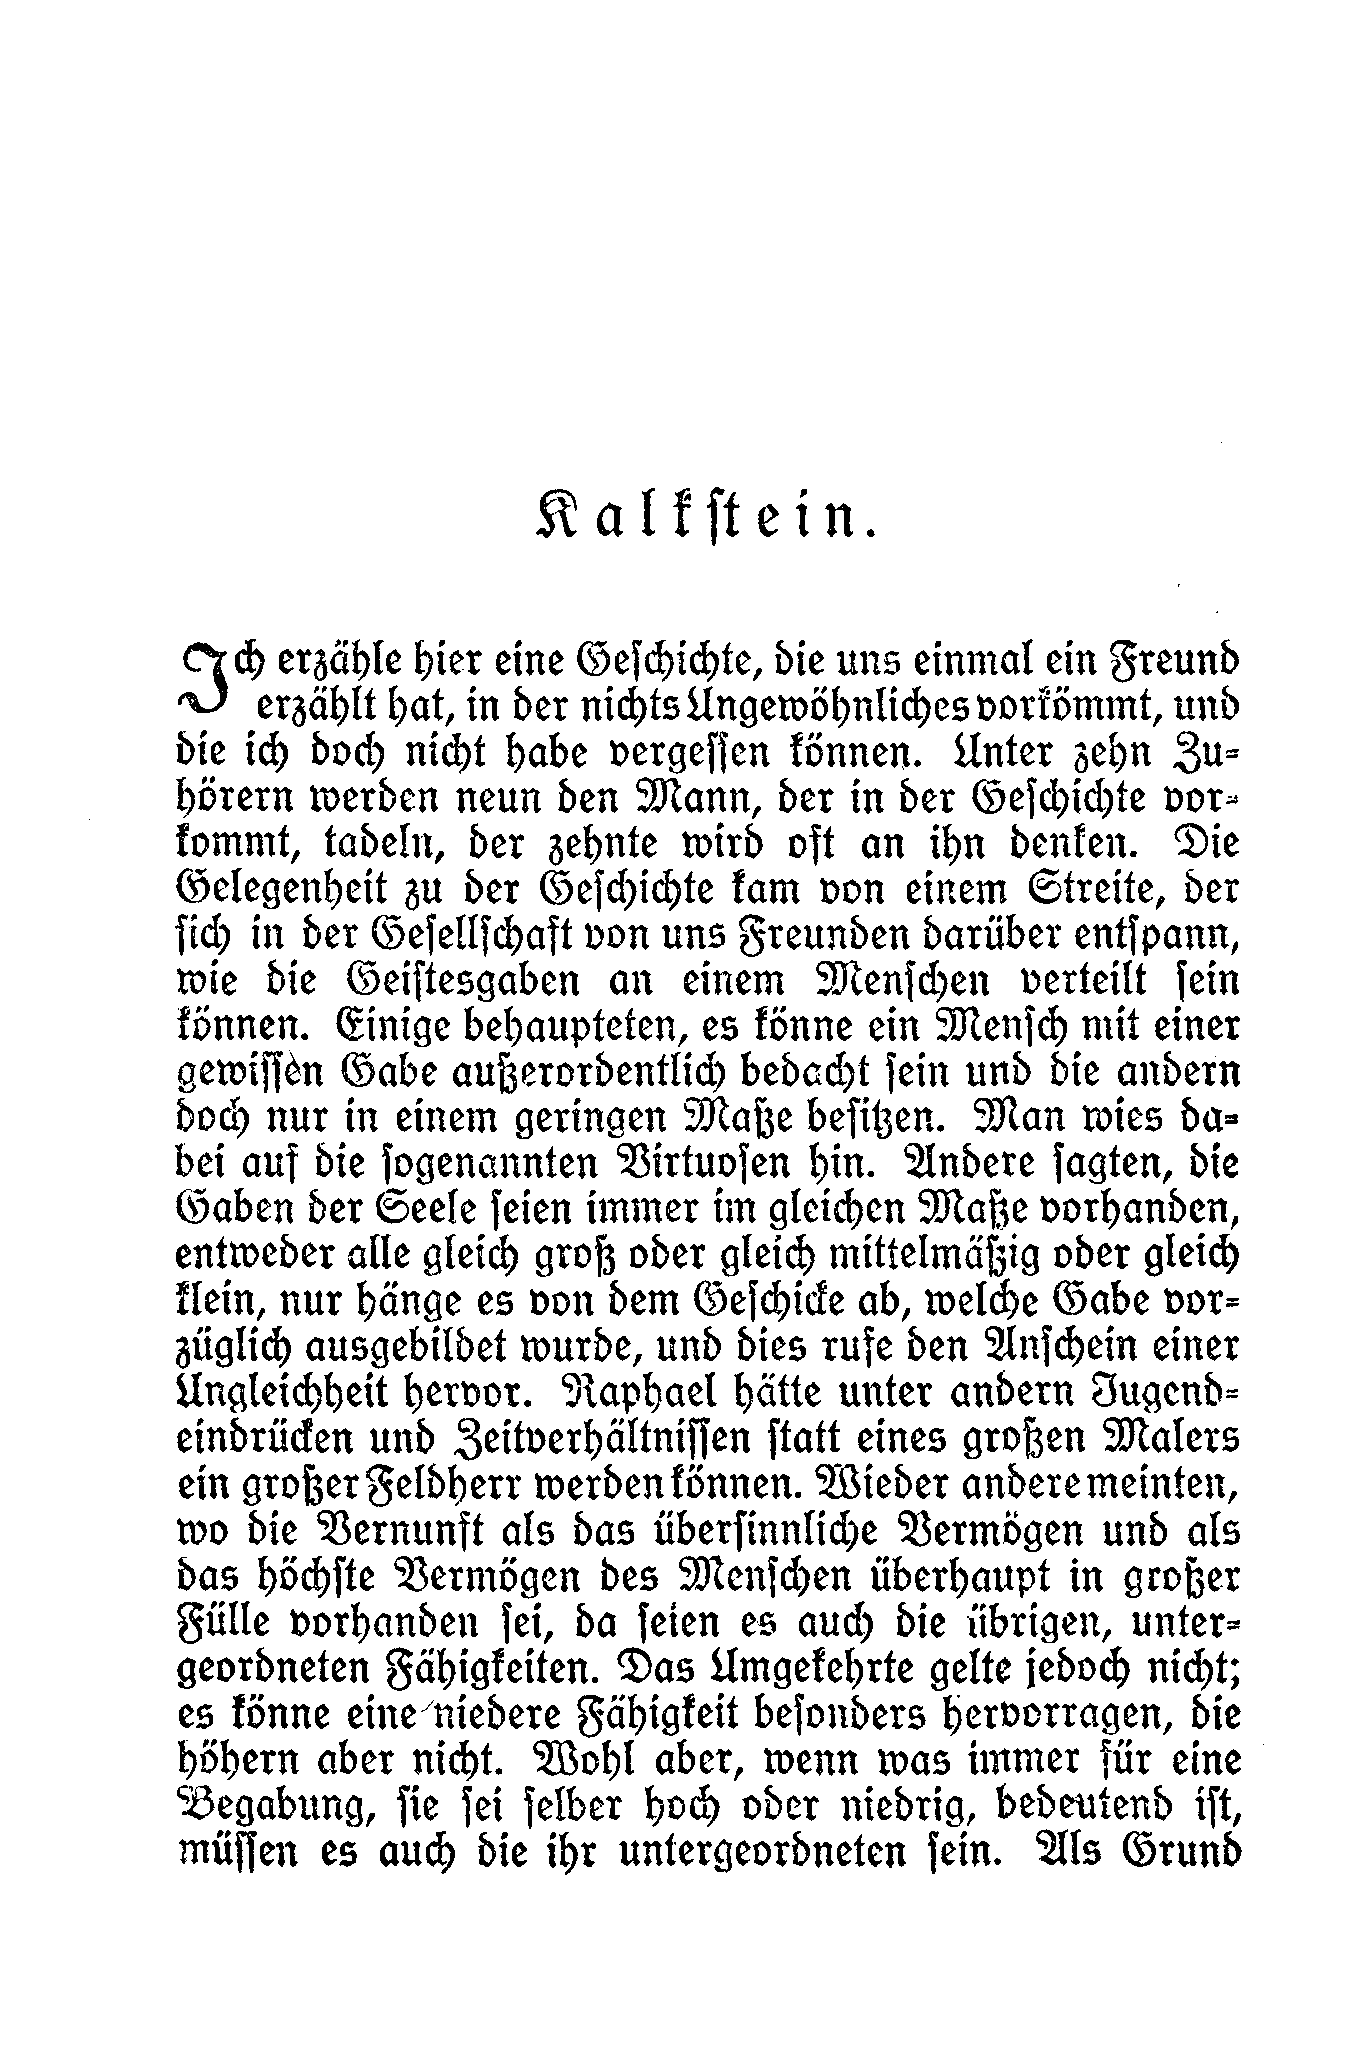 Kalkstein.
Ich erzähle hier eine Geschichte, die uns einmal ein Freund
erzählt hat, in der nichts Ungewöhnliches vorkömmt, und
die ich doch nicht habe vergessen können. Unter zehn Zu-
hörern werden neun den Mann, der in der Geschichte vor-
kommt, tadeln, der zehnte wird oft an ihn denken. Die
Gelegenheit zu der Geschichte kam von einem Streite, der
sich in der Gesellschaft von uns Freunden darüber entspann,
wie die Geistesgaben an einem Menschen verteilt sein
können. Einige behaupteten, es könne ein Mensch mit einer
gewissen Gabe außerordentlich bedacht sein und die andern
doch nur in einem geringen Maße besitzen. Man wies da-
bei auf die sogenannten Virtuosen hin. Andere sagten, die
Gaben der Seele seien immer im gleichen Maße vorhanden,
entweder alle gleich groß oder gleich mittelmäßig oder gleich
klein, nur hänge es von dem Geschicke ab, welche Gabe vor-
züglich ausgebildet wurde, und dies rufe den Anschein einer
Ungleichheit hervor. Raphael hätte unter andern Jugend-
eindrücken und Zeitverhältnissen statt eines großen Malers
ein großer Feldherr werden können. Wieder andere meinten,
wo die Vernunft als das übersinnliche Vermögen und als
das höchste Vermögen des Menschen überhaupt in großer
Fülle vorhanden sei, da seien es auch die übrigen, unter-
geordneten Fähigkeiten. Das Umgekehrte gelte jedoch nicht;
es könne eine niedere Fähigkeit besonders hervorragen, die
höhern aber nicht. Wohl aber, wenn was immer für eine
Begabung, sie sei selber hoch oder niedrig, bedeutend ist,
müssen es auch die ihr untergeordneten sein. Als Grund